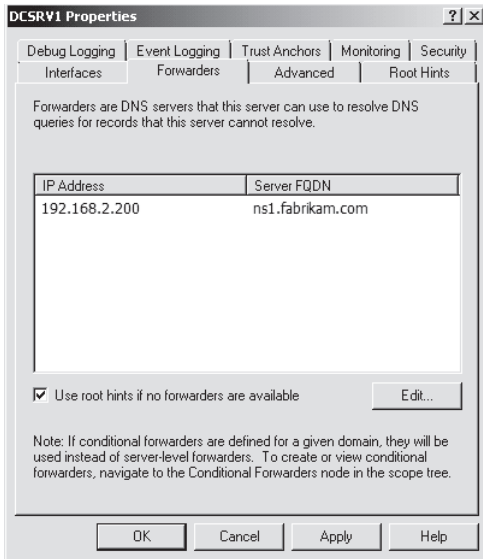 DCSRV1 Properties
Debug Logging Event Logging Trust Anchors Monitoring Security
Interfaces Forwarders Advanced Root Hints
Forwarders are DNS servers that this server can use to resolve DNS
queries for records that this server cannot resolve.
IP Address Server FQDN
192.168.2.200 ns1.fabrikam.com
Use root hints if no forwarders are available Edit...
Note: If conditional forwarders are defined for a given domain, they will be
used instead of server-level forwarders. To create or view conditional
forwarders, navigate to the Conditional Forwarders node in the scope tree.
OK Cancel Apply Help